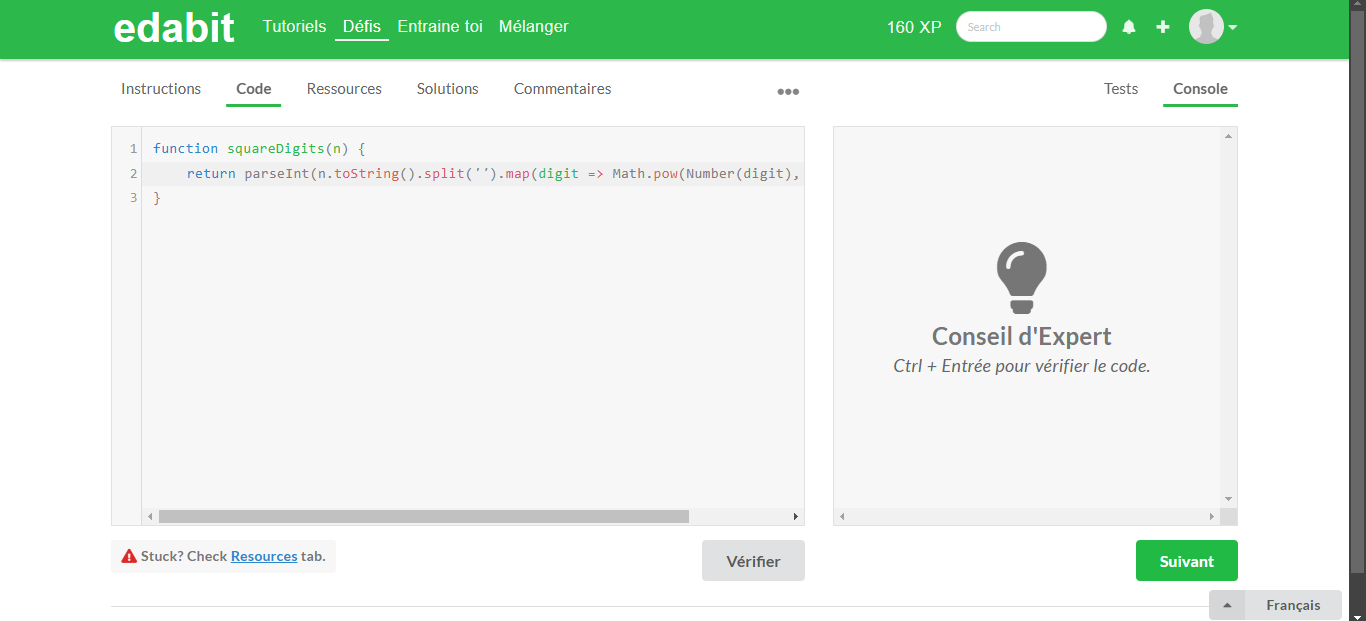 edabit Tutoriels Défis Entraine toi Mélanger 160 XP Search
Instructions Code Ressources Solutions Commentaires ••• Tests Console
1 function squareDigits(n) {
2 return parseInt(n.toString().split('').map(digit => Math.pow(Number(digit),
3 }
Conseil d'Expert
Ctrl + Entrée pour vérifier le code.
Stuck? Check Resources tab.
Vérifier
Suivant
Français